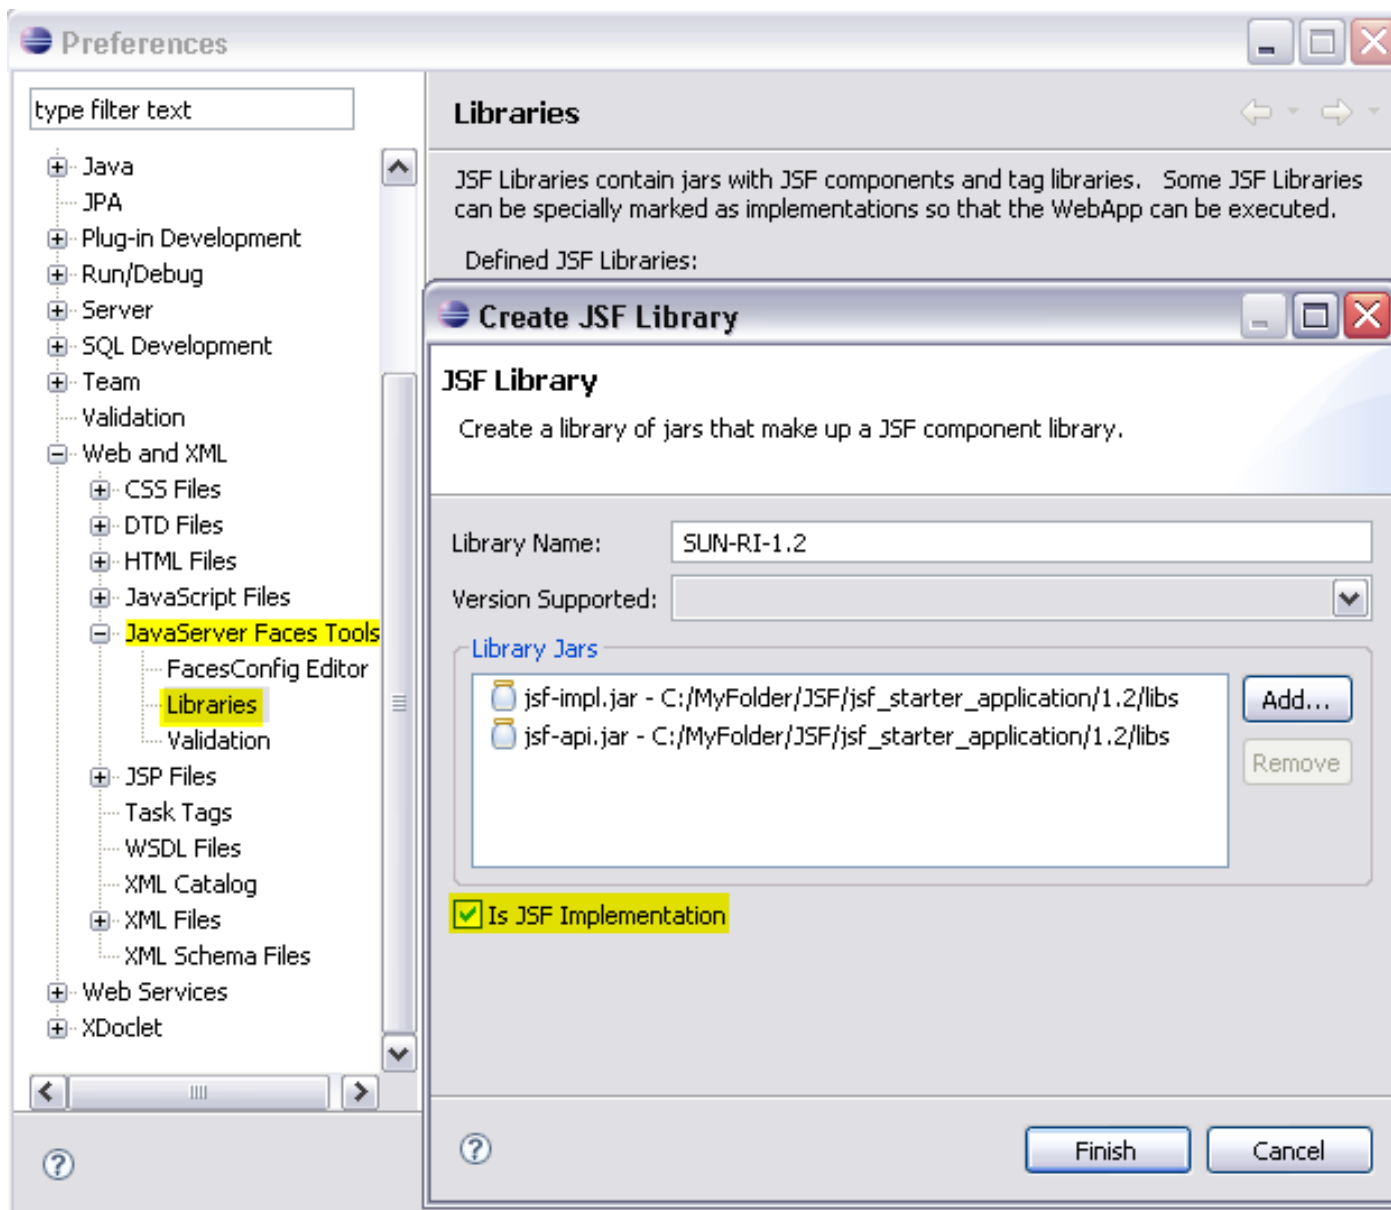 Preferences
type filter text
Java
JPA
Plug-in Development
Run/Debug
Server
SQL Development
Team
Validation
Web and XML
CSS Files
DTD Files
HTML Files
JavaScript Files
JavaServer Faces Tools
FacesConfig Editor
Libraries
Validation
JSP Files
Task Tags
WSDL Files
XML Catalog
XML Files
XML Schema Files
Web Services
XDoclet
Libraries
JSF Libraries contain jars with JSF components and tag libraries. Some JSF Libraries
can be specially marked as implementations so that the WebApp can be executed.
Defined JSF Libraries:
Create JSF Library
JSF Library
Create a library of jars that make up a JSF component library.
Library Name: SUN-RI-1.2
Version Supported:
Library Jars
jsf-impl.jar - C:/MyFolder/JSF/jsf_starter_application/1.2/libs
jsf-api.jar - C:/MyFolder/JSF/jsf_starter_application/1.2/libs
Add...
Remove
Is JSF Implementation
Finish
Cancel